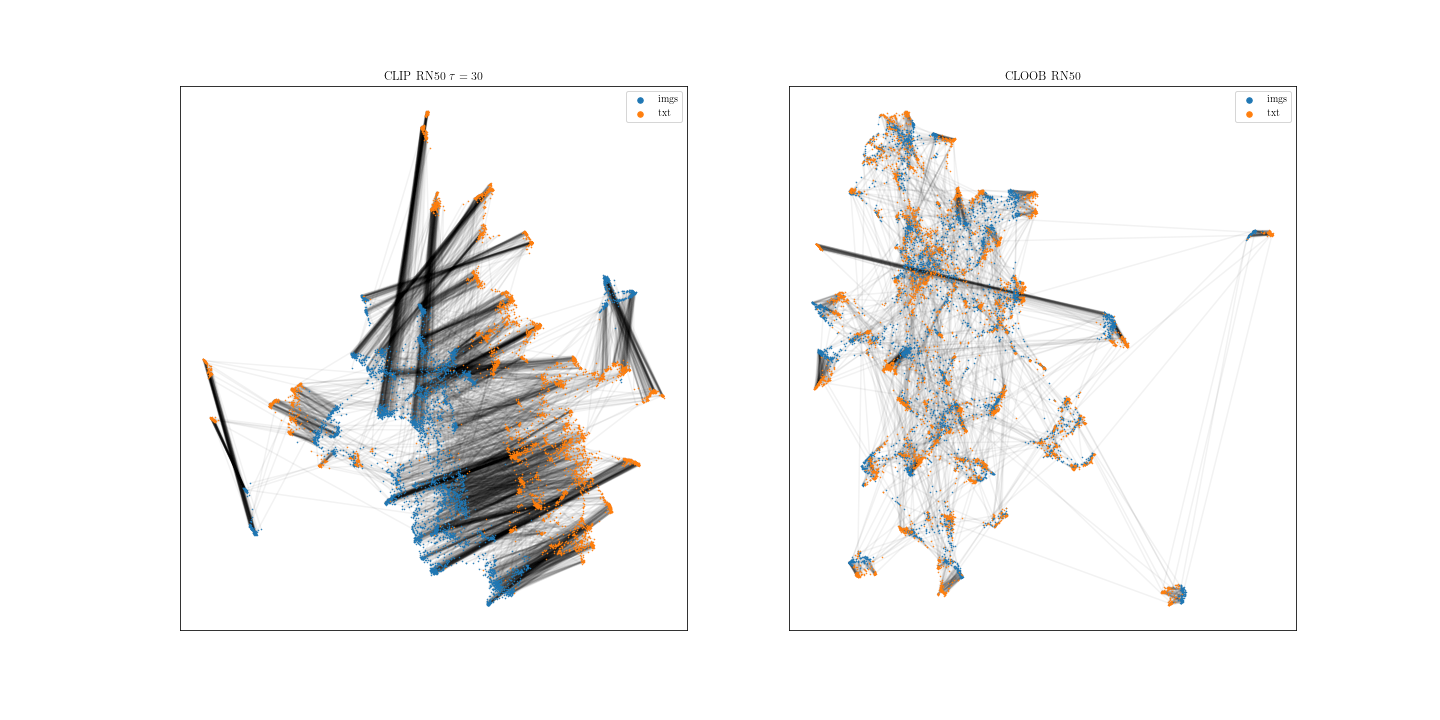 CLIP RN50 τ = 30
imgs
txt
CLOOB RN50
imgs
txt